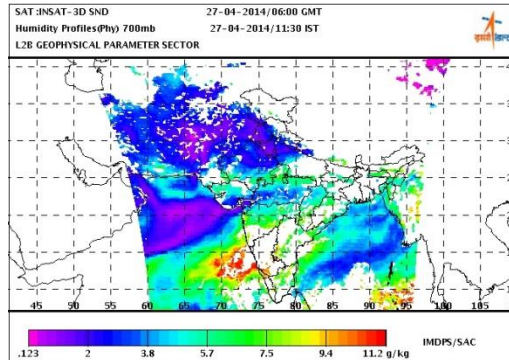 SAT :INSAT-3D SND 27-04-2014/06:00 GMT
Humidity Profiles(Phy) 700mb 27-04-2014/11:30 IST
L2B GEOPHYSICAL PARAMETER SECTOR
इसरो isro
45 50 55 60 65 70 75 80 85 90 95 100 105
.123 2 3.8 5.7 7.5 9.4 11.2 g/kg
IMDPS/SAC